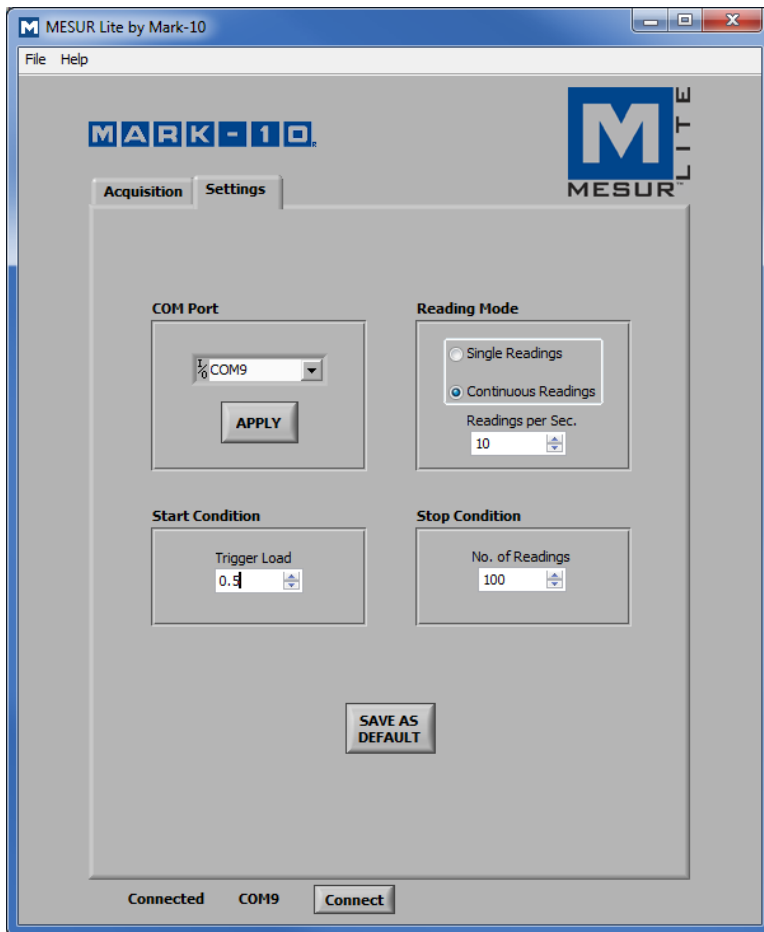 MESUR Lite by Mark-10
File Help
MARK-10®
M
LITE
MESUR™
Acquisition Settings
COM Port
I/O COM9
APPLY
Reading Mode
Single Readings
Continuous Readings
Readings per Sec.
10
Start Condition
Trigger Load
0.5
Stop Condition
No. of Readings
100
SAVE AS
DEFAULT
Connected COM9 Connect